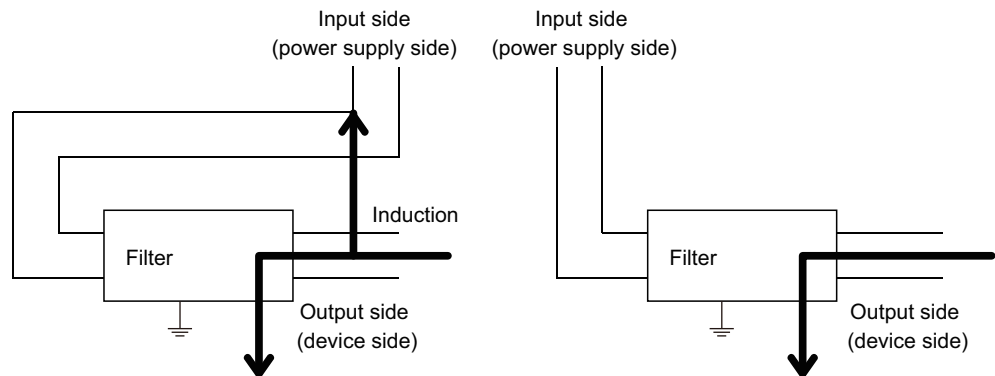 Input side
(power supply side)
Induction
Filter
Output side
(device side)
Input side
(power supply side)
Filter
Output side
(device side)